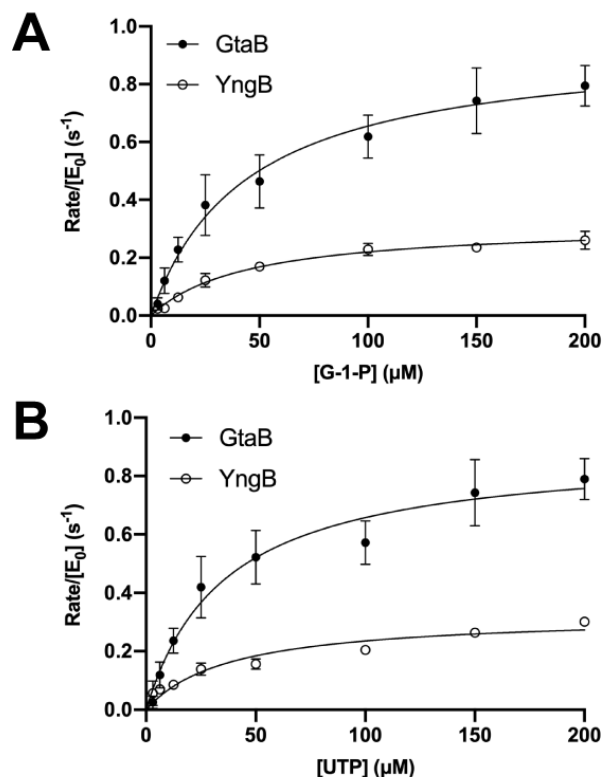 A
GtaB
YngB
Rate/[E₀] (s⁻¹)
1.0
0.8
0.6
0.4
0.2
0.0
0 50 100 150 200
[G-1-P] (µM)
B
GtaB
YngB
Rate/[E₀] (s⁻¹)
1.0
0.8
0.6
0.4
0.2
0.0
0 50 100 150 200
[UTP] (µM)